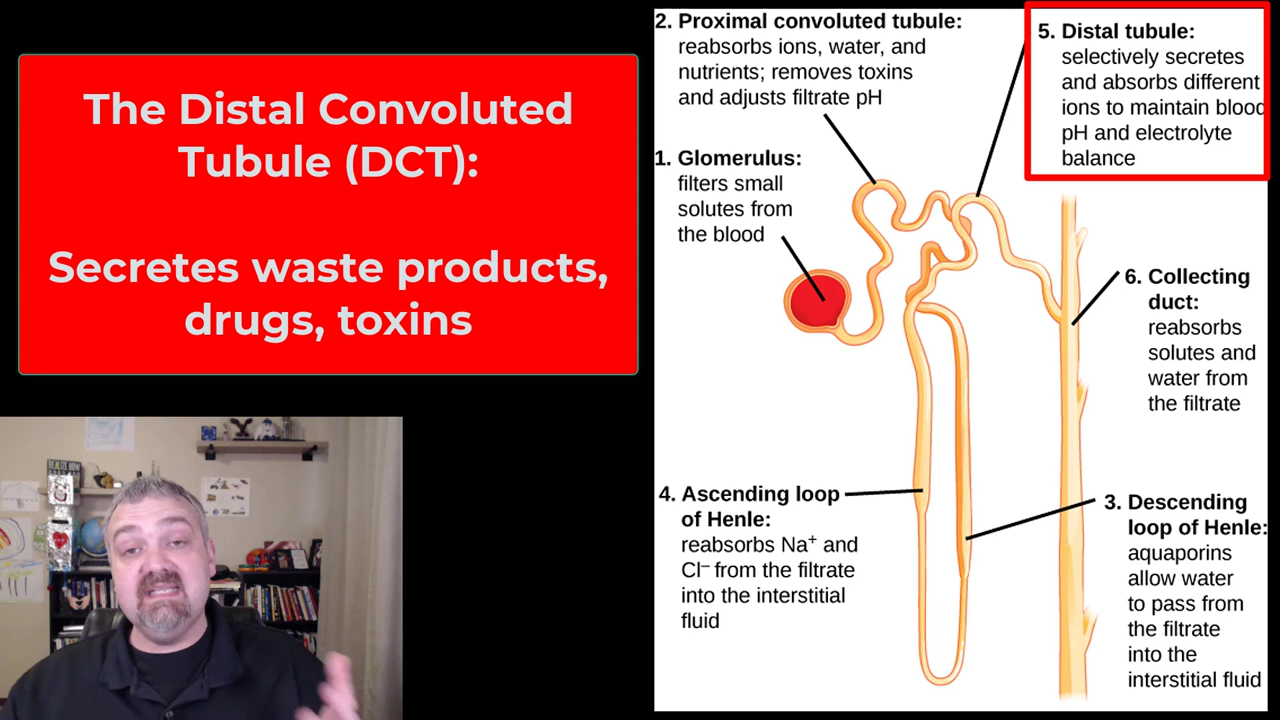 The Distal Convoluted
Tubule (DCT):
Secretes waste products,
drugs, toxins
2. Proximal convoluted tubule:
reabsorbs ions, water, and
nutrients; removes toxins
and adjusts filtrate pH
1. Glomerulus:
filters small
solutes from
the blood
5. Distal tubule:
selectively secretes
and absorbs different
ions to maintain blood
pH and electrolyte
balance
6. Collecting
duct:
reabsorbs
solutes and
water from
the filtrate
4. Ascending loop
of Henle:
reabsorbs Na⁺ and
Cl⁻ from the filtrate
into the interstitial
fluid
3. Descending
loop of Henle:
aquaporins
allow water
to pass from
the filtrate
into the
interstitial fluid